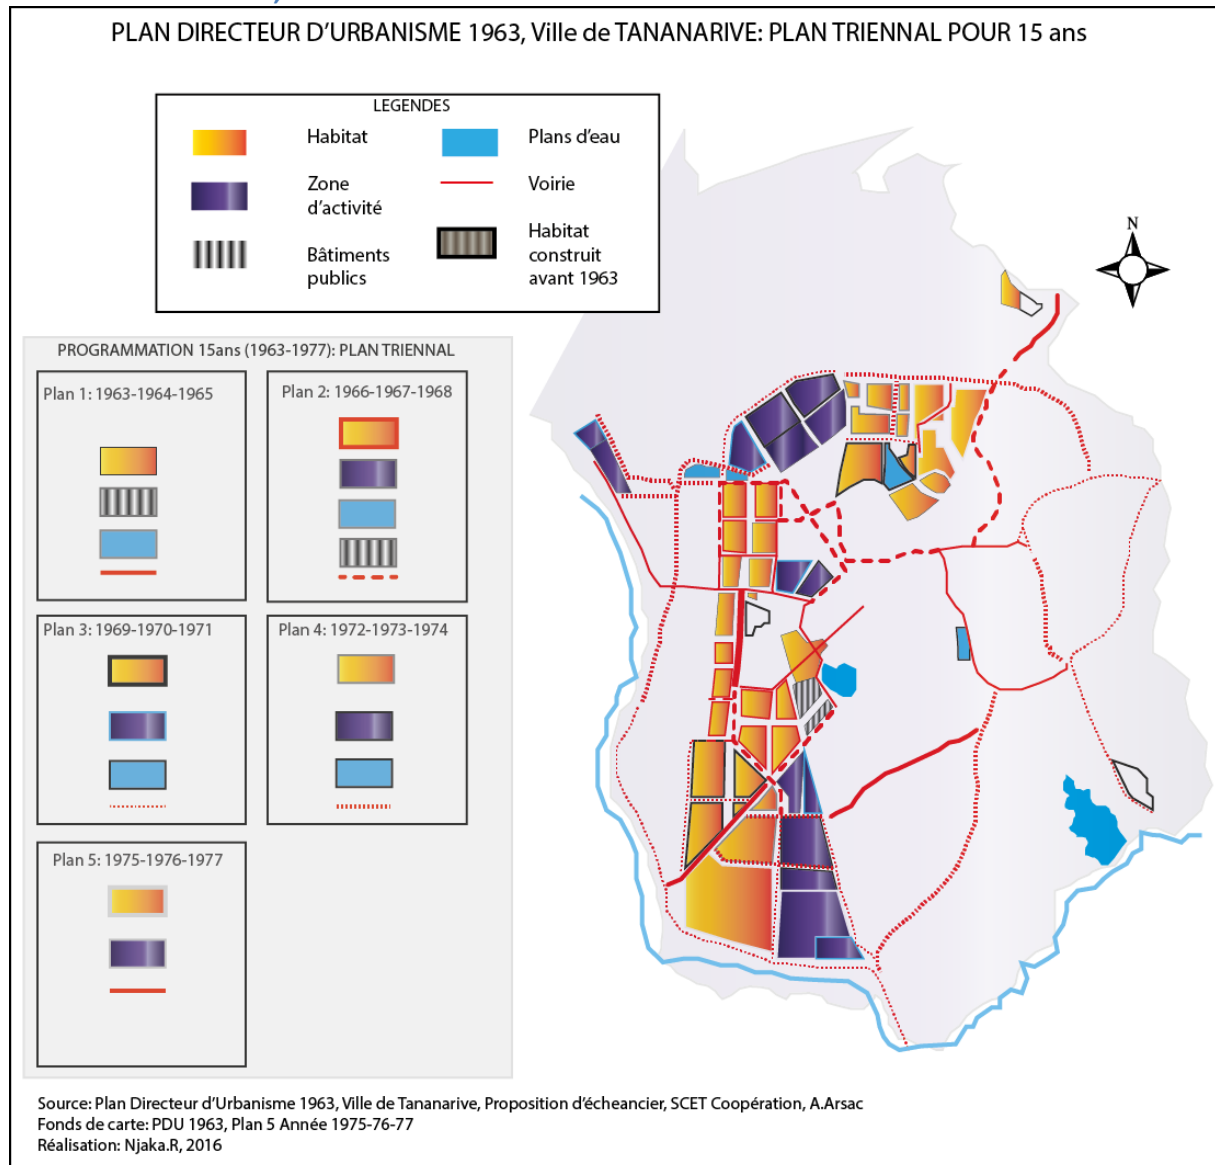 PLAN DIRECTEUR D'URBANISME 1963, Ville de TANANARIVE: PLAN TRIENNAL POUR 15 ans
LEGENDES
Habitat
Plans d'eau
Zone
d'activité
Voirie
Bâtiments
publics
Habitat
construit
avant 1963
N
PROGRAMMATION 15ans (1963-1977): PLAN TRIENNAL
Plan 1: 1963-1964-1965
Plan 2: 1966-1967-1968
Plan 3: 1969-1970-1971
Plan 4: 1972-1973-1974
Plan 5: 1975-1976-1977
Source: Plan Directeur d'Urbanisme 1963, Ville de Tananarive, Proposition d'écheancier, SCET Coopération, A.Arsac
Fonds de carte: PDU 1963, Plan 5 Année 1975-76-77
Réalisation: Njaka.R, 2016